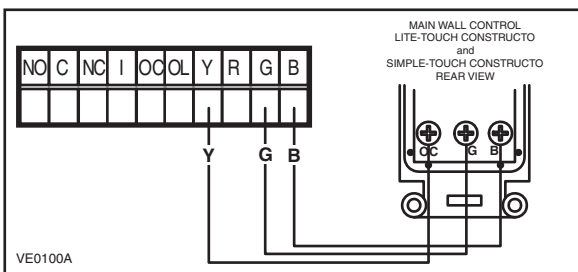 MAIN WALL CONTROL
LITE-TOUCH CONSTRUCTO
and
SIMPLE-TOUCH CONSTRUCTO
REAR VIEW
NO C NC I OC OL Y R G B
OC G B
Y G B
VE0100A